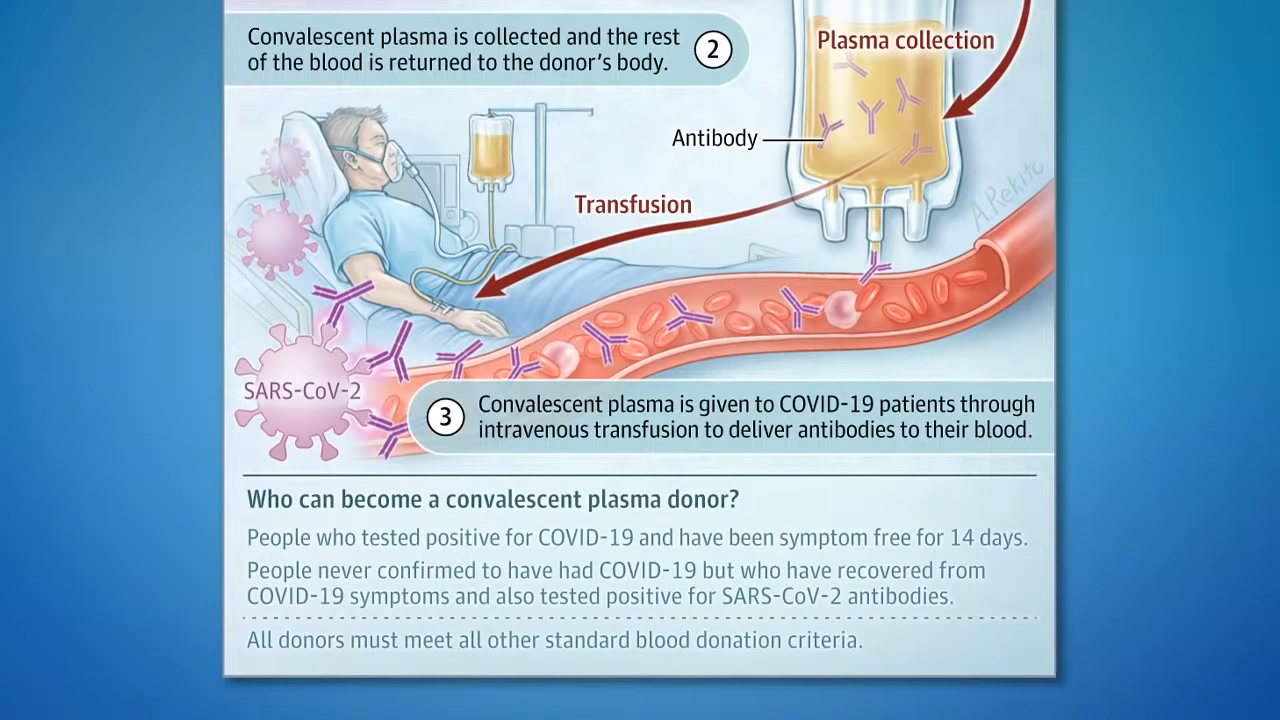 Convalescent plasma is collected and the rest
of the blood is returned to the donor’s body.
2
Plasma collection
Antibody
A.Rekito
Transfusion
SARS-CoV-2
3
Convalescent plasma is given to COVID-19 patients through
intravenous transfusion to deliver antibodies to their blood.
Who can become a convalescent plasma donor?
People who tested positive for COVID-19 and have been symptom free for 14 days.
People never confirmed to have had COVID-19 but who have recovered from
COVID-19 symptoms and also tested positive for SARS-CoV-2 antibodies.
All donors must meet all other standard blood donation criteria.